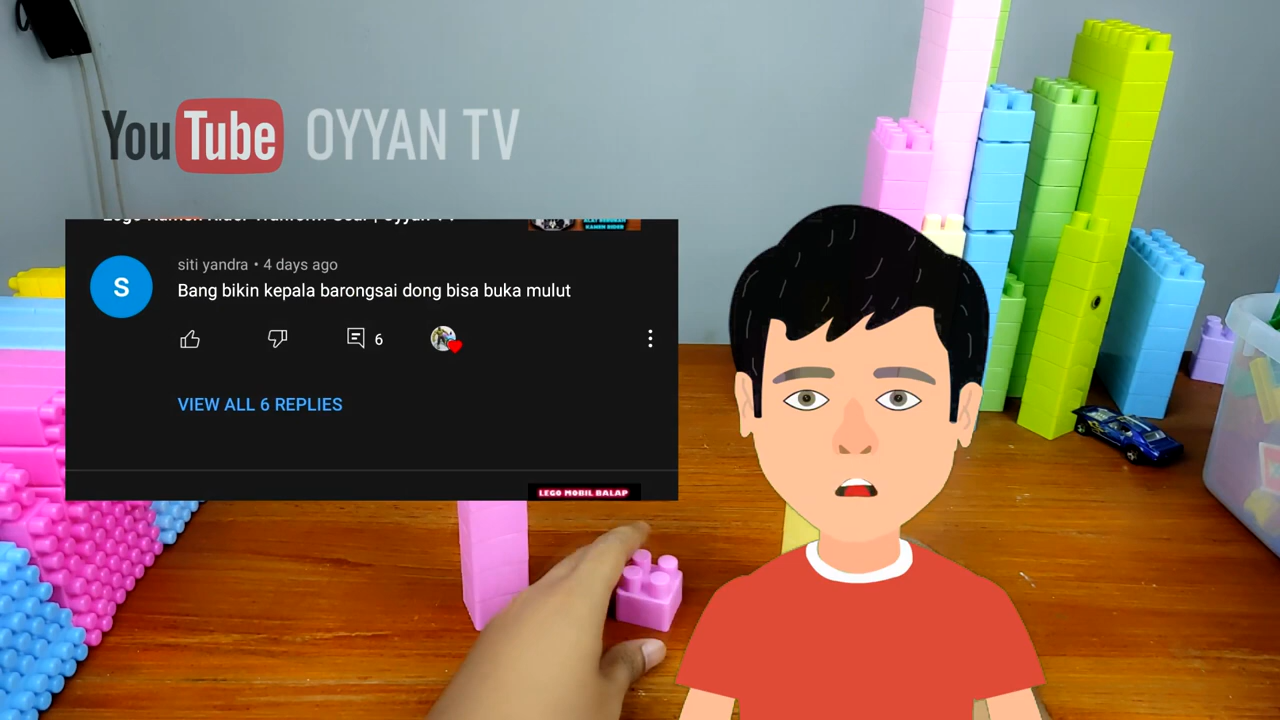 YouTube OYYAN TV
siti yandra • 4 days ago
S
Bang bikin kepala barongsai dong bisa buka mulut
6
VIEW ALL 6 REPLIES
LEGO MOBIL BALAP